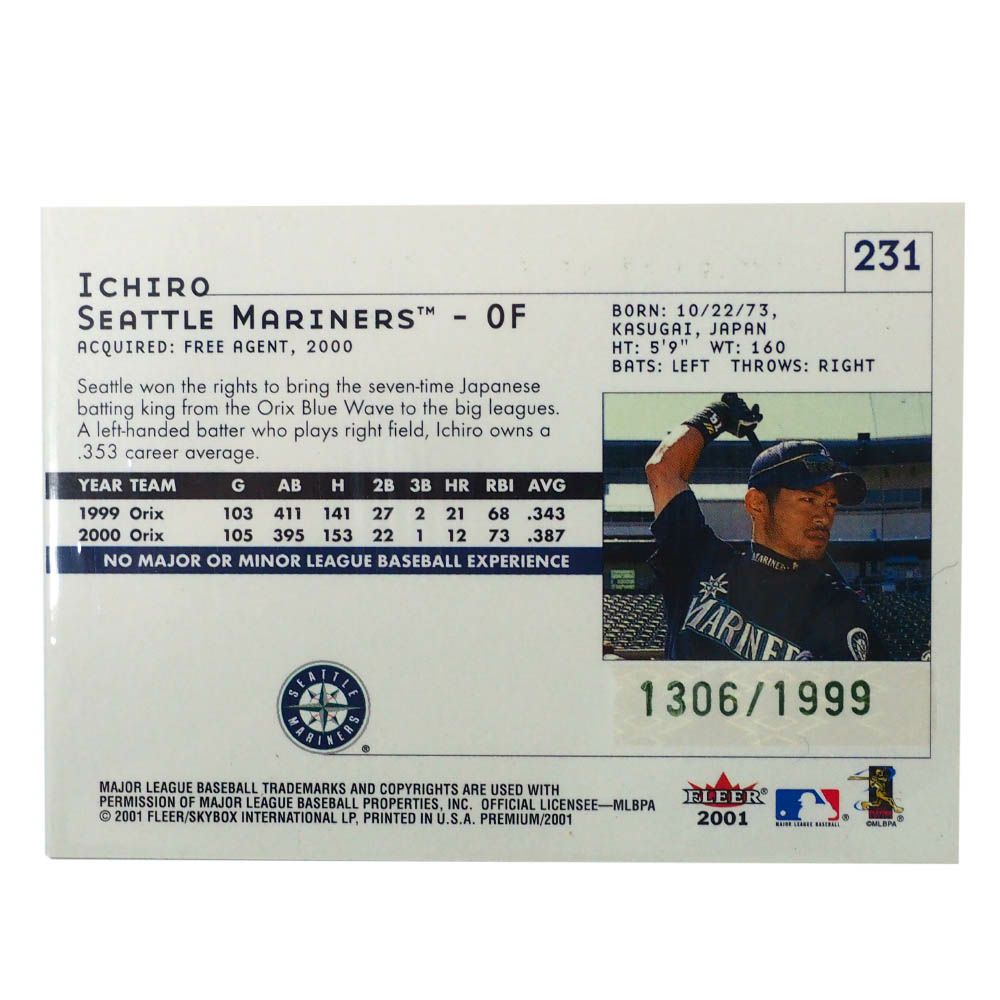 231
ICHIRO
SEATTLE MARINERS™ - OF
ACQUIRED: FREE AGENT, 2000
BORN: 10/22/73,
KASUGAI, JAPAN
HT: 5'9" WT: 160
BATS: LEFT THROWS: RIGHT
Seattle won the rights to bring the seven-time Japanese
batting king from the Orix Blue Wave to the big leagues.
A left-handed batter who plays right field, Ichiro owns a
.353 career average.
YEAR TEAM G AB H 2B 3B HR RBI AVG
1999 Orix 103 411 141 27 2 21 68 .343
2000 Orix 105 395 153 22 1 12 73 .387
NO MAJOR OR MINOR LEAGUE BASEBALL EXPERIENCE
51
MARINERS
MARINE
1306/1999
SEATTLE
MARINERS
®
MAJOR LEAGUE BASEBALL TRADEMARKS AND COPYRIGHTS ARE USED WITH
PERMISSION OF MAJOR LEAGUE BASEBALL PROPERTIES, INC. OFFICIAL LICENSEE—MLBPA
© 2001 FLEER/SKYBOX INTERNATIONAL LP, PRINTED IN U.S.A. PREMIUM/2001
FLEER®
2001
MAJOR LEAGUE BASEBALL ®
©MLBPA